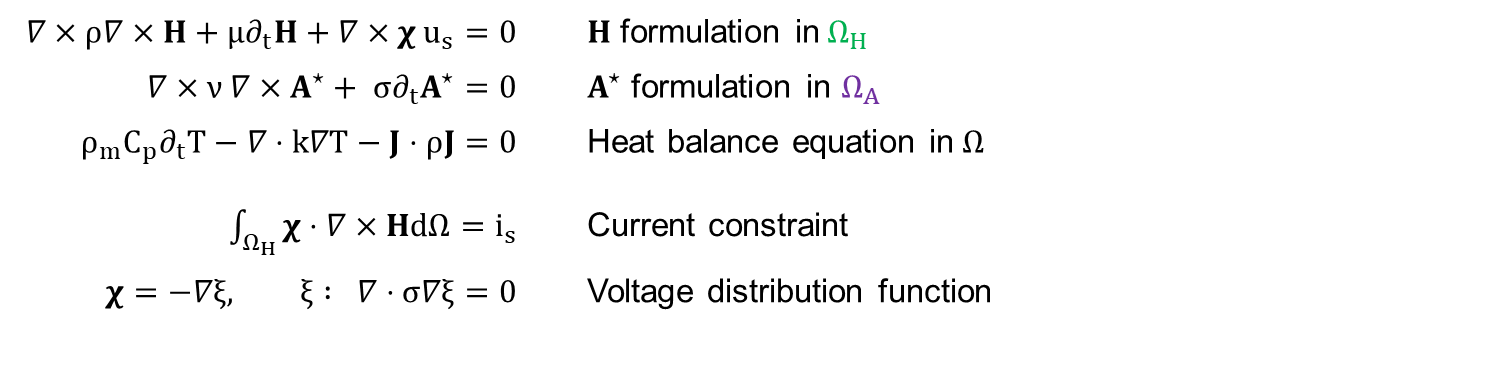 ∇ × ρ∇ × H + μ∂ₜH + ∇ × χ uₛ = 0 H formulation in Ω_H
∇ × ν ∇ × A⋆ + σ∂ₜA⋆ = 0 A⋆ formulation in Ω_A
ρₘCₚ∂ₜT − ∇ · k∇T − J · ρJ = 0 Heat balance equation in Ω
∫_Ω_H χ · ∇ × HdΩ = iₛ Current constraint
χ = −∇ξ, ξ : ∇ · σ∇ξ = 0 Voltage distribution function